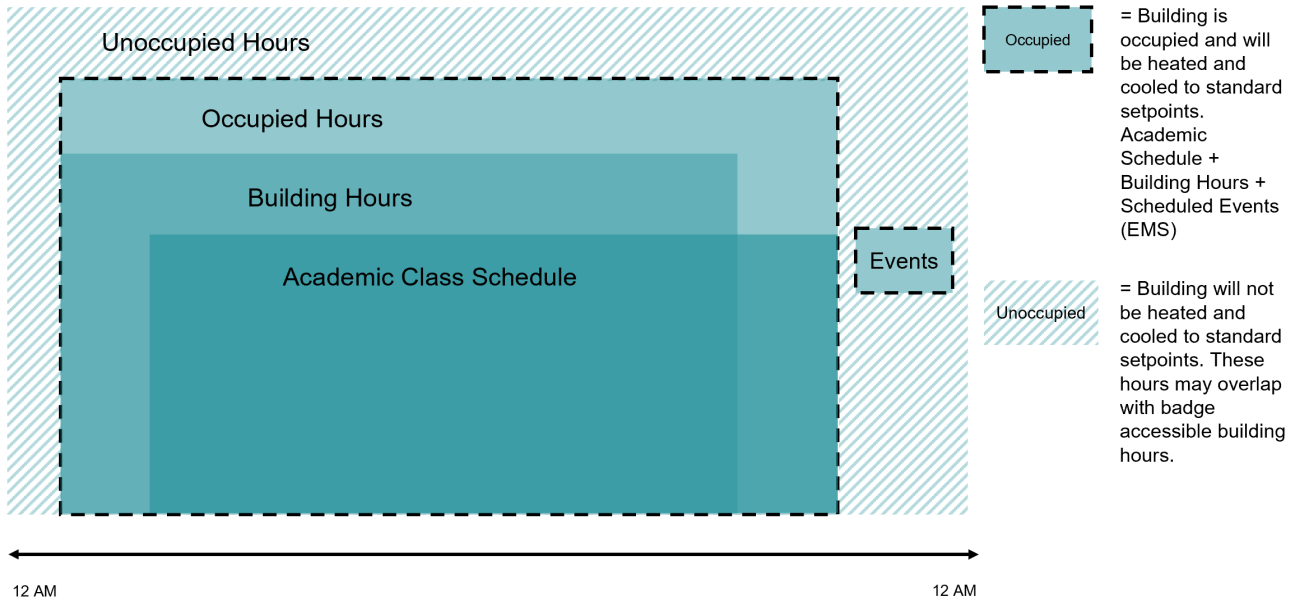 Unoccupied Hours
Occupied Hours
Building Hours
Academic Class Schedule
Events
12 AM
12 AM
Occupied
= Building is
occupied and will
be heated and
cooled to standard
setpoints.
Academic
Schedule +
Building Hours +
Scheduled Events
(EMS)
Unoccupied
= Building will not
be heated and
cooled to standard
setpoints. These
hours may overlap
with badge
accessible building
hours.